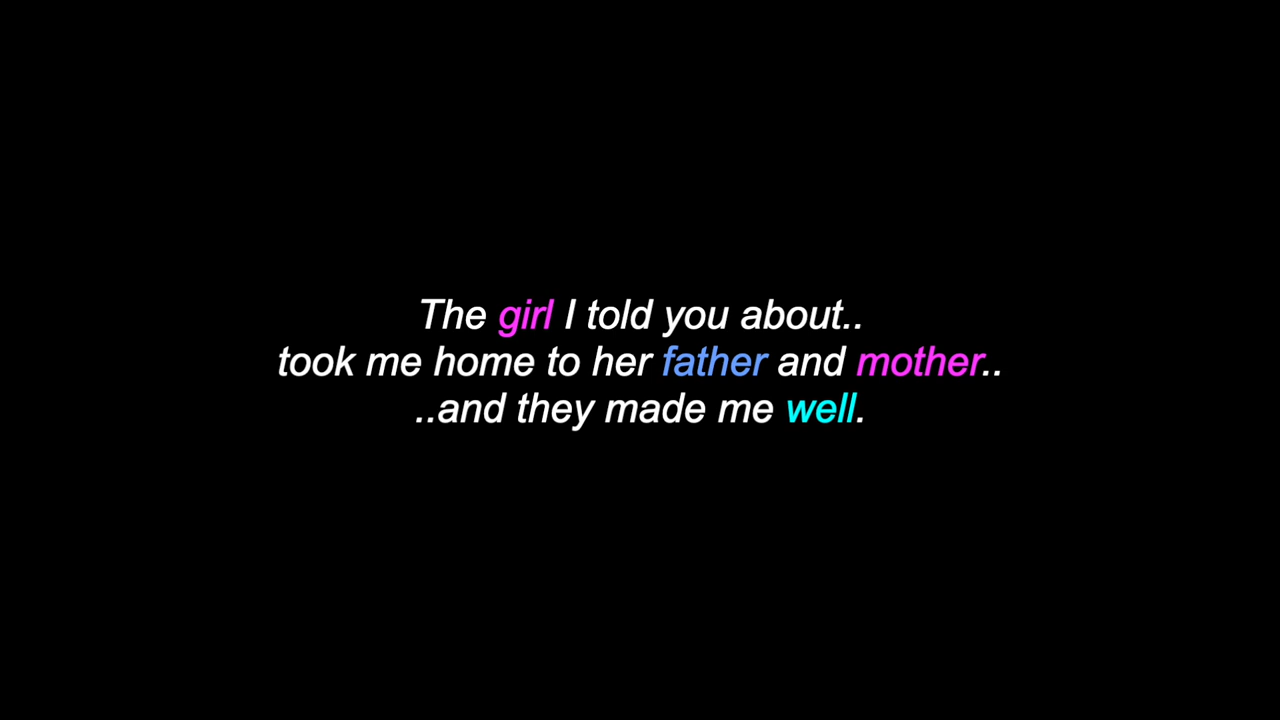 The girl I told you about..
took me home to her father and mother..
..and they made me well.